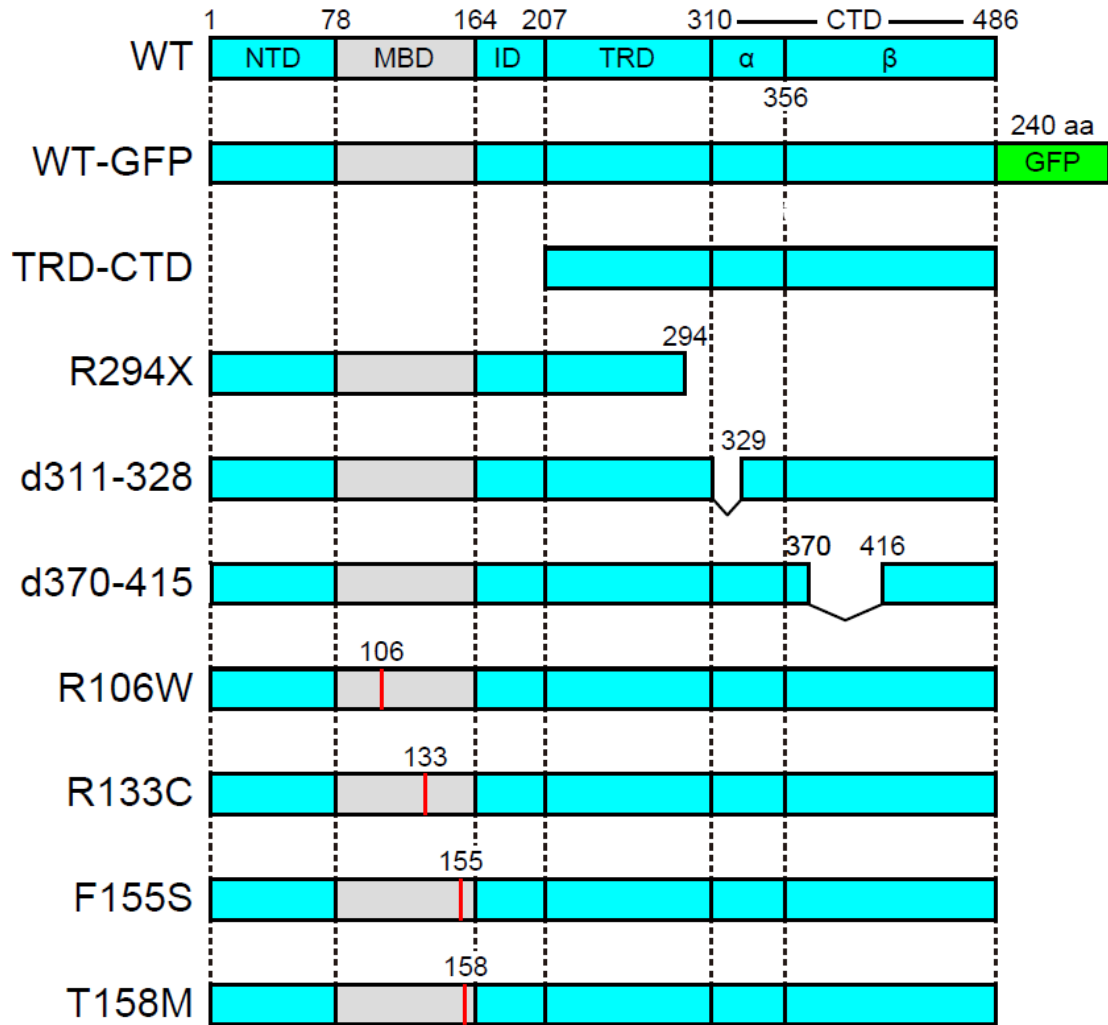 1 78 164 207 310 CTD 486
WT NTD MBD ID TRD α β
356
240 aa
WT-GFP GFP
TRD-CTD
294
R294X
329
d311-328
370 416
d370-415
106
R106W
133
R133C
155
F155S
158
T158M